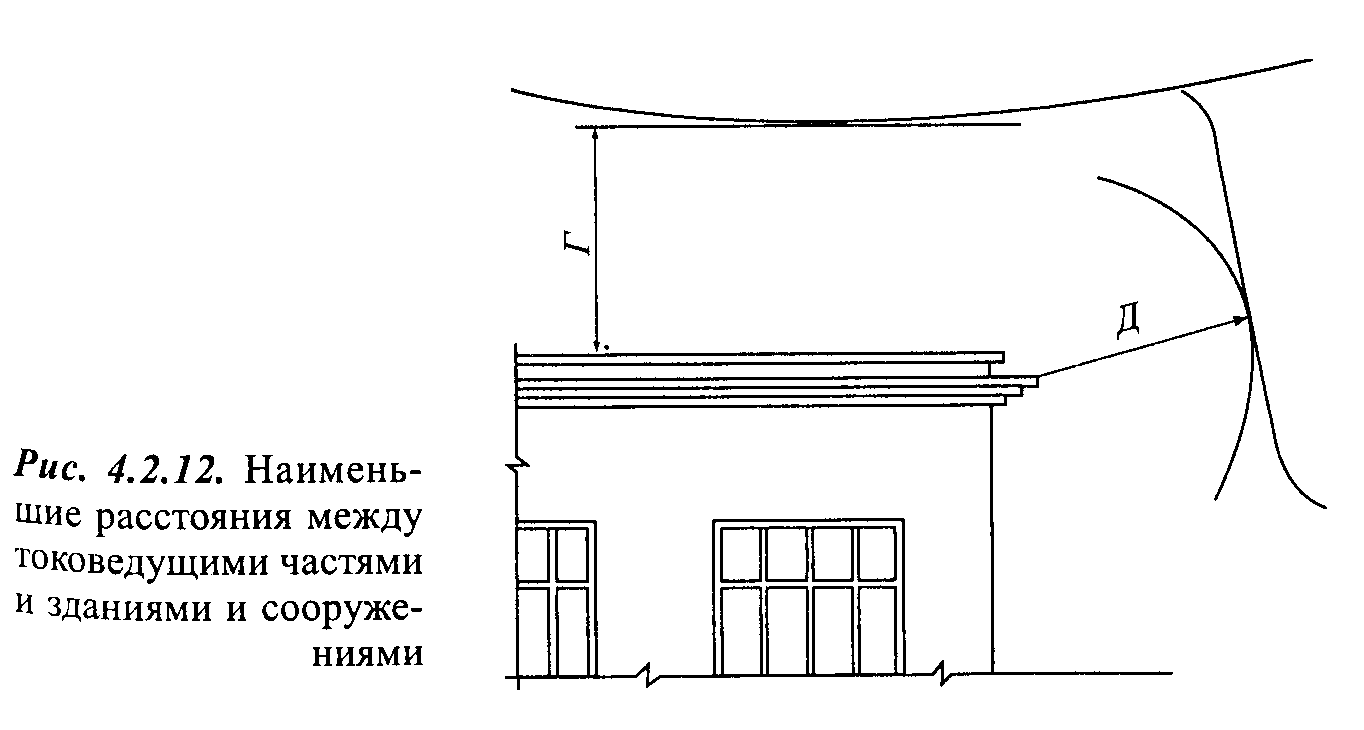 Г
Д
Рис. 4.2.12. Наимень-
шие расстояния между
токоведущими частями
и зданиями и сооруже-
ниями